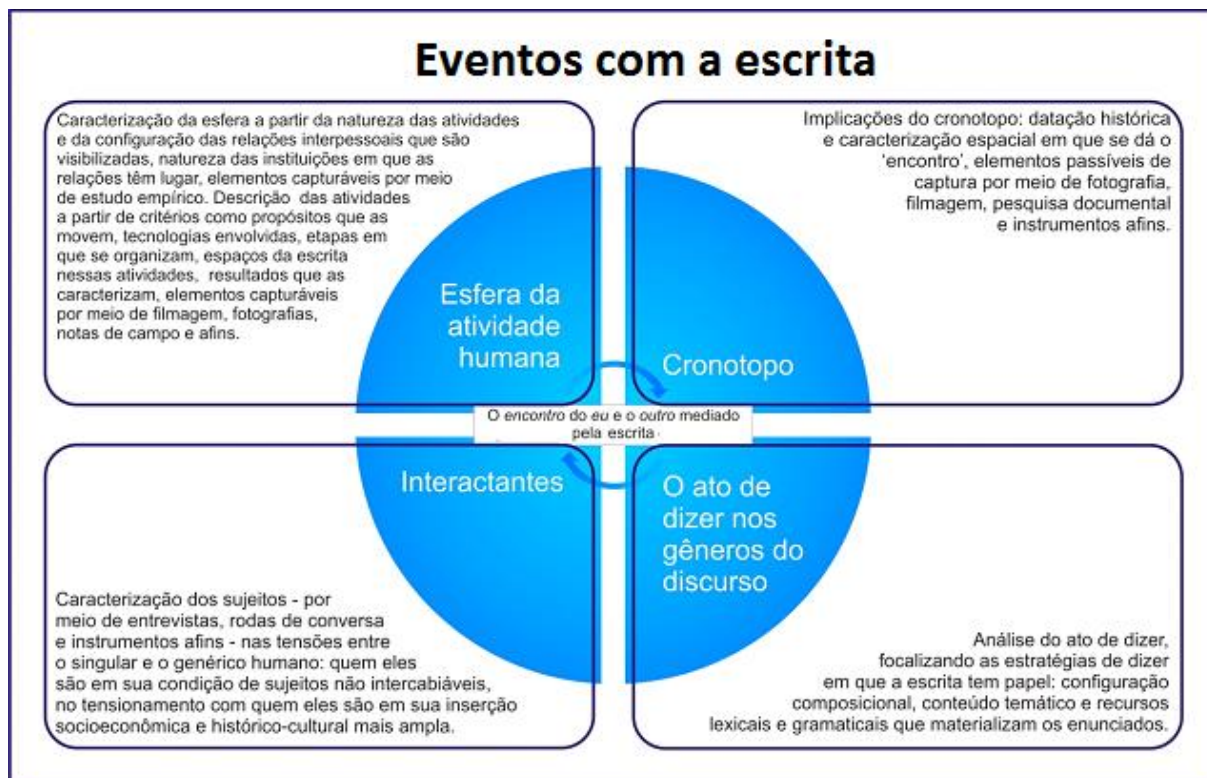 Eventos com a escrita
Caracterização da esfera a partir da natureza das atividades
e da configuração das relações interpessoais que são
visibilizadas, natureza das instituições em que as
relações têm lugar, elementos capturáveis por meio
de estudo empírico. Descrição das atividades
a partir de critérios como propósitos que as
movem, tecnologias envolvidas, etapas em
que se organizam, espaços da escrita
nessas atividades, resultados que as
caracterizam, elementos capturáveis
por meio de filmagem, fotografias,
notas de campo e afins.
Esfera da
atividade
humana
Implicações do cronotopo: datação histórica
e caracterização espacial em que se dá o
'encontro', elementos passíveis de
captura por meio de fotografia,
filmagem, pesquisa documental
e instrumentos afins.
Cronotopo
O encontro do eu e o outro mediado
pela escrita
Interactantes
Caracterização dos sujeitos - por
meio de entrevistas, rodas de conversa
e instrumentos afins - nas tensões entre
o singular e o genérico humano: quem eles
são em sua condição de sujeitos não intercabiáveis,
no tensionamento com quem eles são em sua inserção
socioeconômica e histórico-cultural mais ampla.
O ato de
dizer nos
gêneros do
discurso
Análise do ato de dizer,
focalizando as estratégias de dizer
em que a escrita tem papel: configuração
composicional, conteúdo temático e recursos
lexicais e gramaticais que materializam os enunciados.